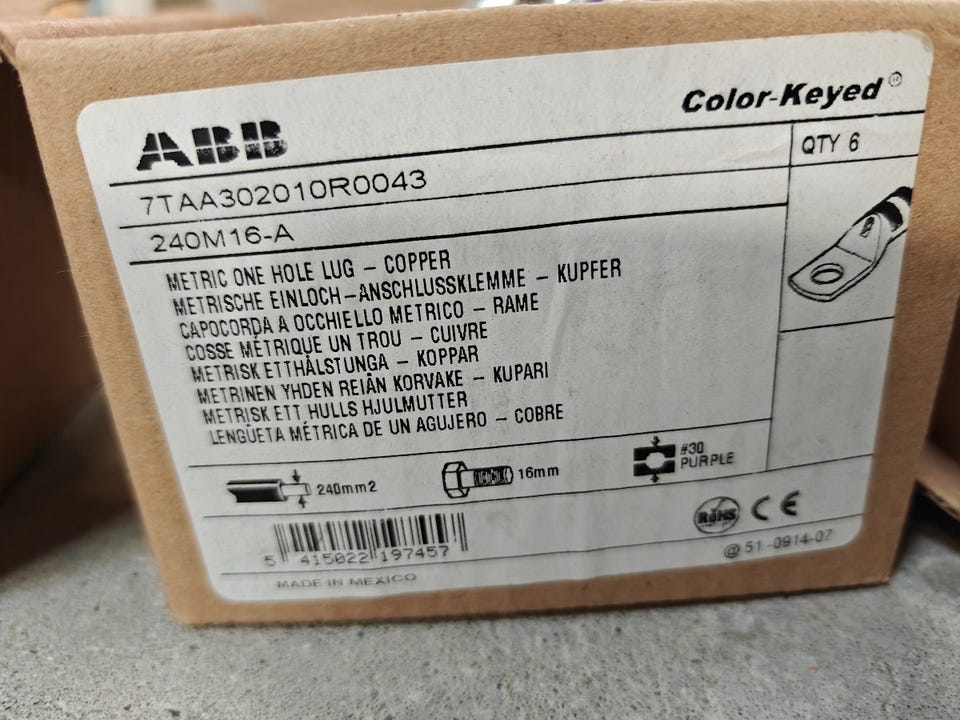 Color-Keyed®
ABB
QTY 6
7TAA302010R0043
240M16-A
METRIC ONE HOLE LUG – COPPER
METRISCHE EINLOCH–ANSCHLUSSKLEMME – KUPFER
CAPOCORDA A OCCHIELLO METRICO – RAME
COSSE MÉTRIQUE UN TROU – CUIVRE
METRISK ETTHÅLSTUNGA – KOPPAR
METRINEN YHDEN REIÄN KORVAKE – KUPARI
METRISK ETT HULLS HJULMUTTER
LENGÜETA MÉTRICA DE UN AGUJERO – COBRE
240mm2
16mm
#30
PURPLE
RoHS
CE
5 415022 197457
@ 51-0914-07
MADE IN MEXICO